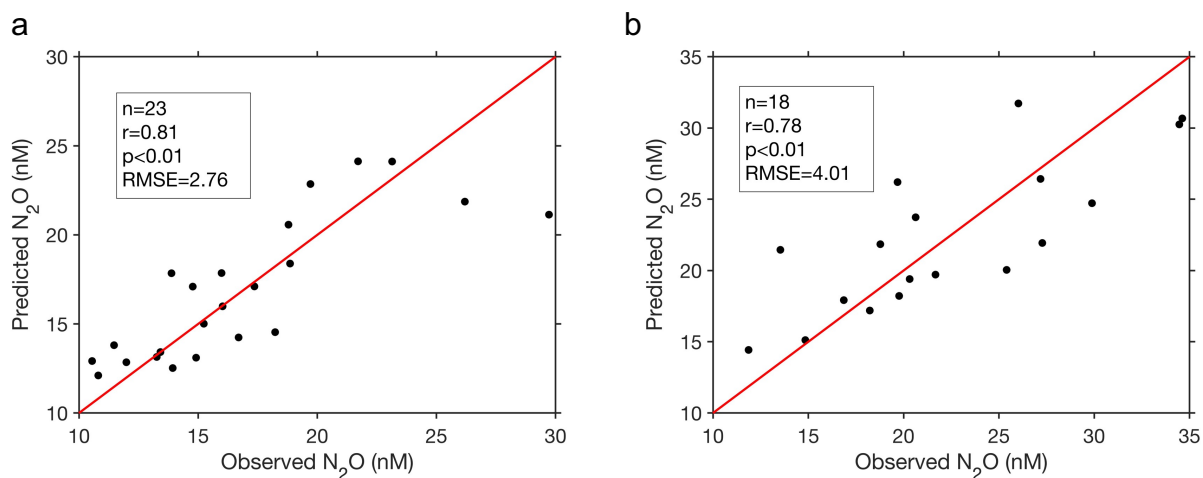 a
30
25
20
15
10
Predicted N₂O (nM)
n=23
r=0.81
p<0.01
RMSE=2.76
10 15 20 25 30
Observed N₂O (nM)
b
35
30
25
20
15
10
Predicted N₂O (nM)
n=18
r=0.78
p<0.01
RMSE=4.01
10 15 20 25 30 35
Observed N₂O (nM)